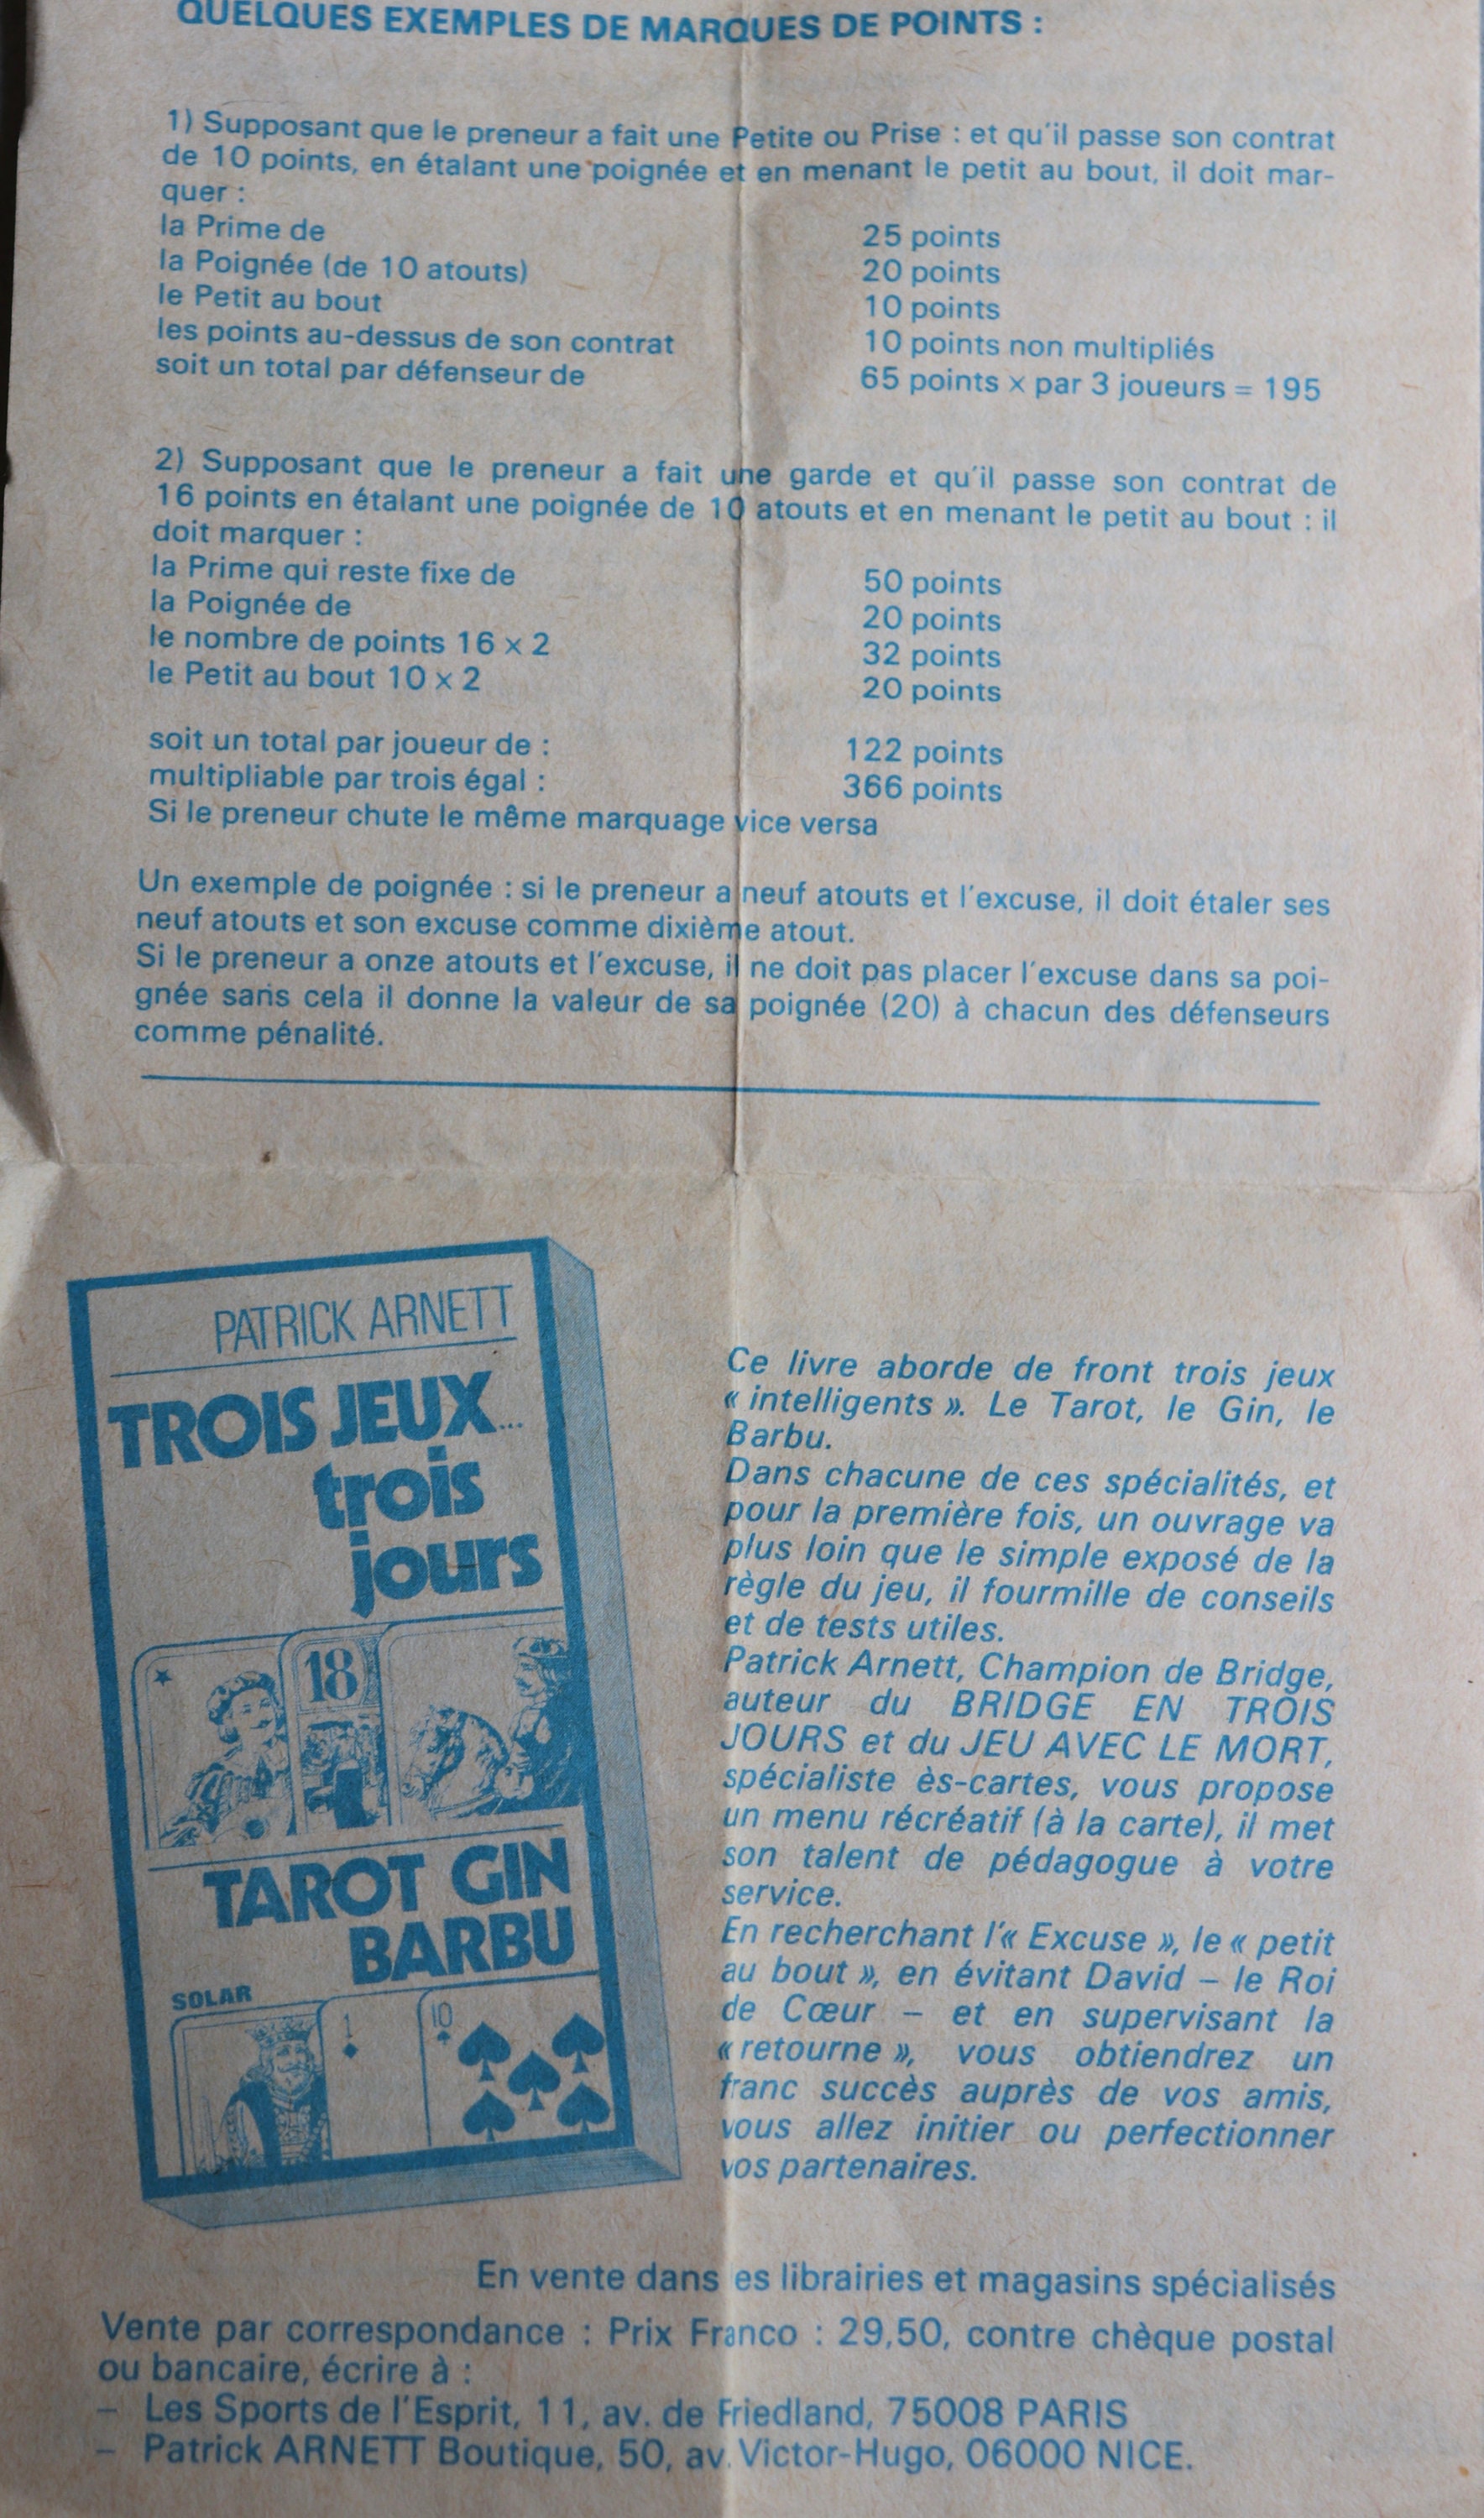 QUELQUES EXEMPLES DE MARQUES DE POINTS :
1) Supposant que le preneur a fait une Petite ou Prise : et qu'il passe son contrat
de 10 points, en étalant une poignée et en menant le petit au bout, il doit mar-
quer :
la Prime de 25 points
la Poignée (de 10 atouts) 20 points
le Petit au bout 10 points
les points au-dessus de son contrat 10 points non multipliés
soit un total par défenseur de 65 points × par 3 joueurs = 195
2) Supposant que le preneur a fait une garde et qu'il passe son contrat de
16 points en étalant une poignée de 10 atouts et en menant le petit au bout : il
doit marquer :
la Prime qui reste fixe de 50 points
la Poignée de 20 points
le nombre de points 16 × 2 32 points
le Petit au bout 10 × 2 20 points
soit un total par joueur de : 122 points
multipliable par trois égal : 366 points
Si le preneur chute le même marquage vice versa
Un exemple de poignée : si le preneur a neuf atouts et l'excuse, il doit étaler ses
neuf atouts et son excuse comme dixième atout.
Si le preneur a onze atouts et l'excuse, il ne doit pas placer l'excuse dans sa poi-
gnée sans cela il donne la valeur de sa poignée (20) à chacun des défenseurs
comme pénalité.
PATRICK ARNETT
TROIS JEUX...
trois
jours
18
TAROT GIN
BARBU
SOLAR
1
10
Ce livre aborde de front trois jeux
« intelligents ». Le Tarot, le Gin, le
Barbu.
Dans chacune de ces spécialités, et
pour la première fois, un ouvrage va
plus loin que le simple exposé de la
règle du jeu, il fourmille de conseils
et de tests utiles.
Patrick Arnett, Champion de Bridge,
auteur du BRIDGE EN TROIS
JOURS et du JEU AVEC LE MORT,
spécialiste ès-cartes, vous propose
un menu récréatif (à la carte), il met
son talent de pédagogue à votre
service.
En recherchant l'« Excuse », le « petit
au bout », en évitant David – le Roi
de Cœur – et en supervisant la
« retourne », vous obtiendrez un
franc succès auprès de vos amis,
vous allez initier ou perfectionner
vos partenaires.
En vente dans les librairies et magasins spécialisés
Vente par correspondance : Prix Franco : 29,50, contre chèque postal
ou bancaire, écrire à :
– Les Sports de l'Esprit, 11, av. de Friedland, 75008 PARIS
– Patrick ARNETT Boutique, 50, av. Victor-Hugo, 06000 NICE.